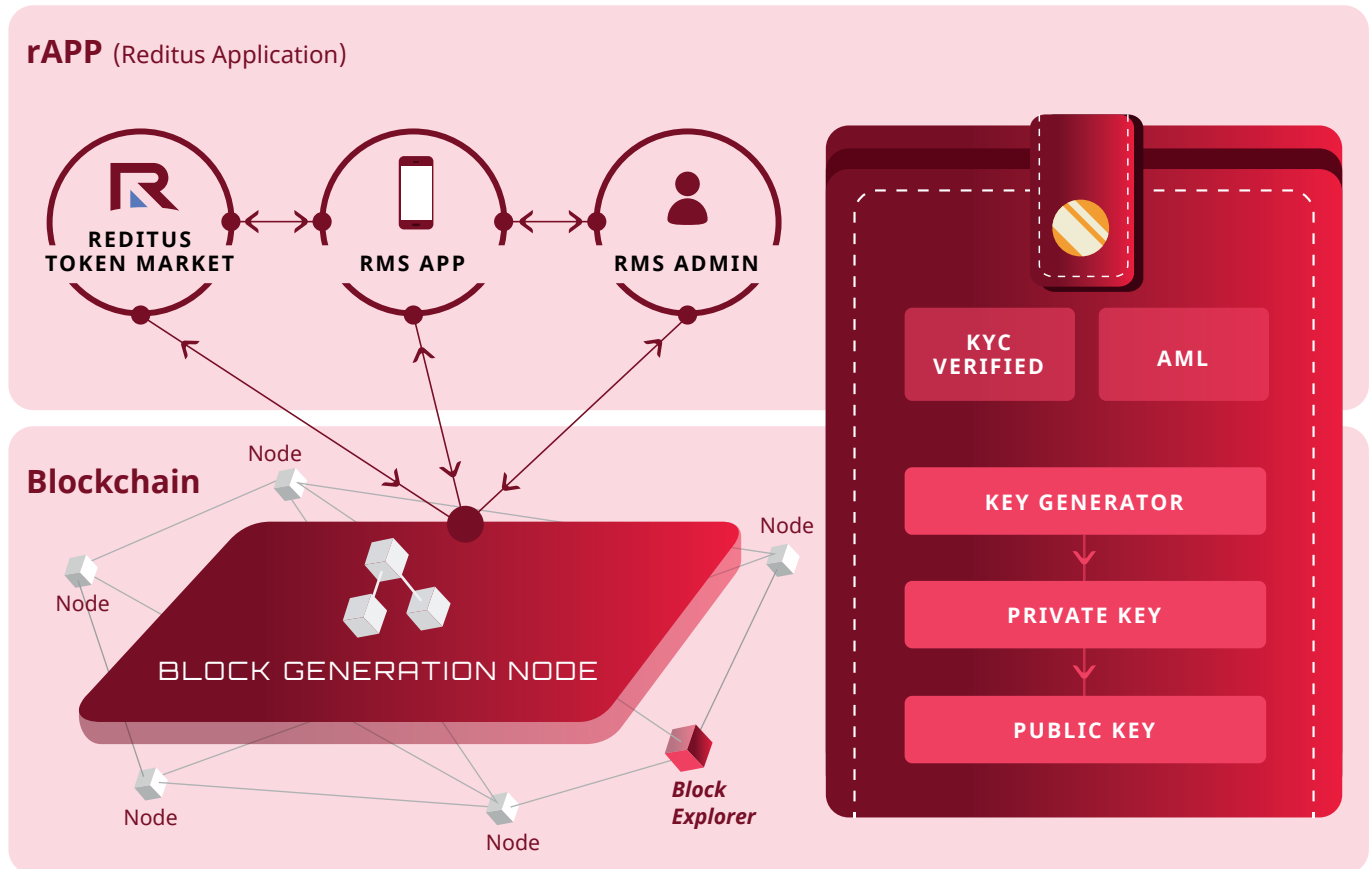 rAPP (Reditus Application)
REDITUS
TOKEN MARKET
RMS APP
RMS ADMIN
KYC
VERIFIED
AML
Blockchain
Node
Node
Node
KEY GENERATOR
PRIVATE KEY
PUBLIC KEY
BLOCK GENERATION NODE
Block
Explorer
Node
Node